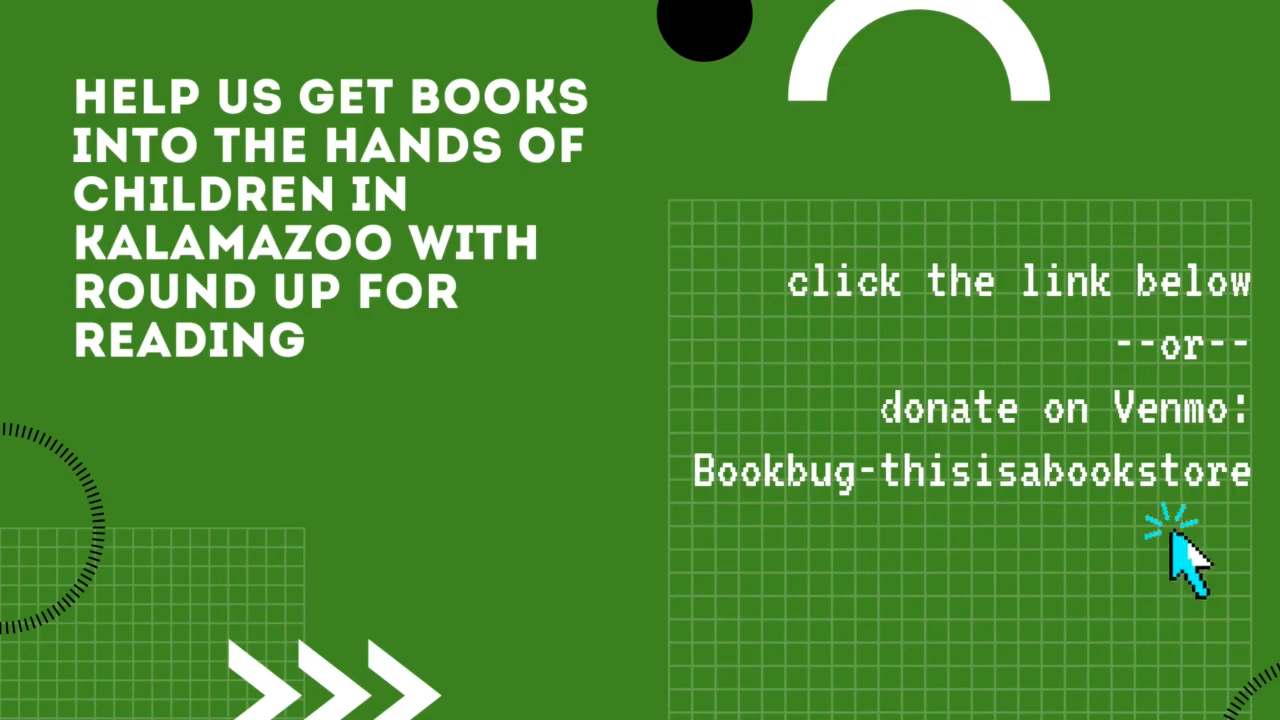 HELP US GET BOOKS
INTO THE HANDS OF
CHILDREN IN
KALAMAZOO WITH
ROUND UP FOR
READING
click the link below
--or--
donate on Venmo:
Bookbug-thisisabookstore